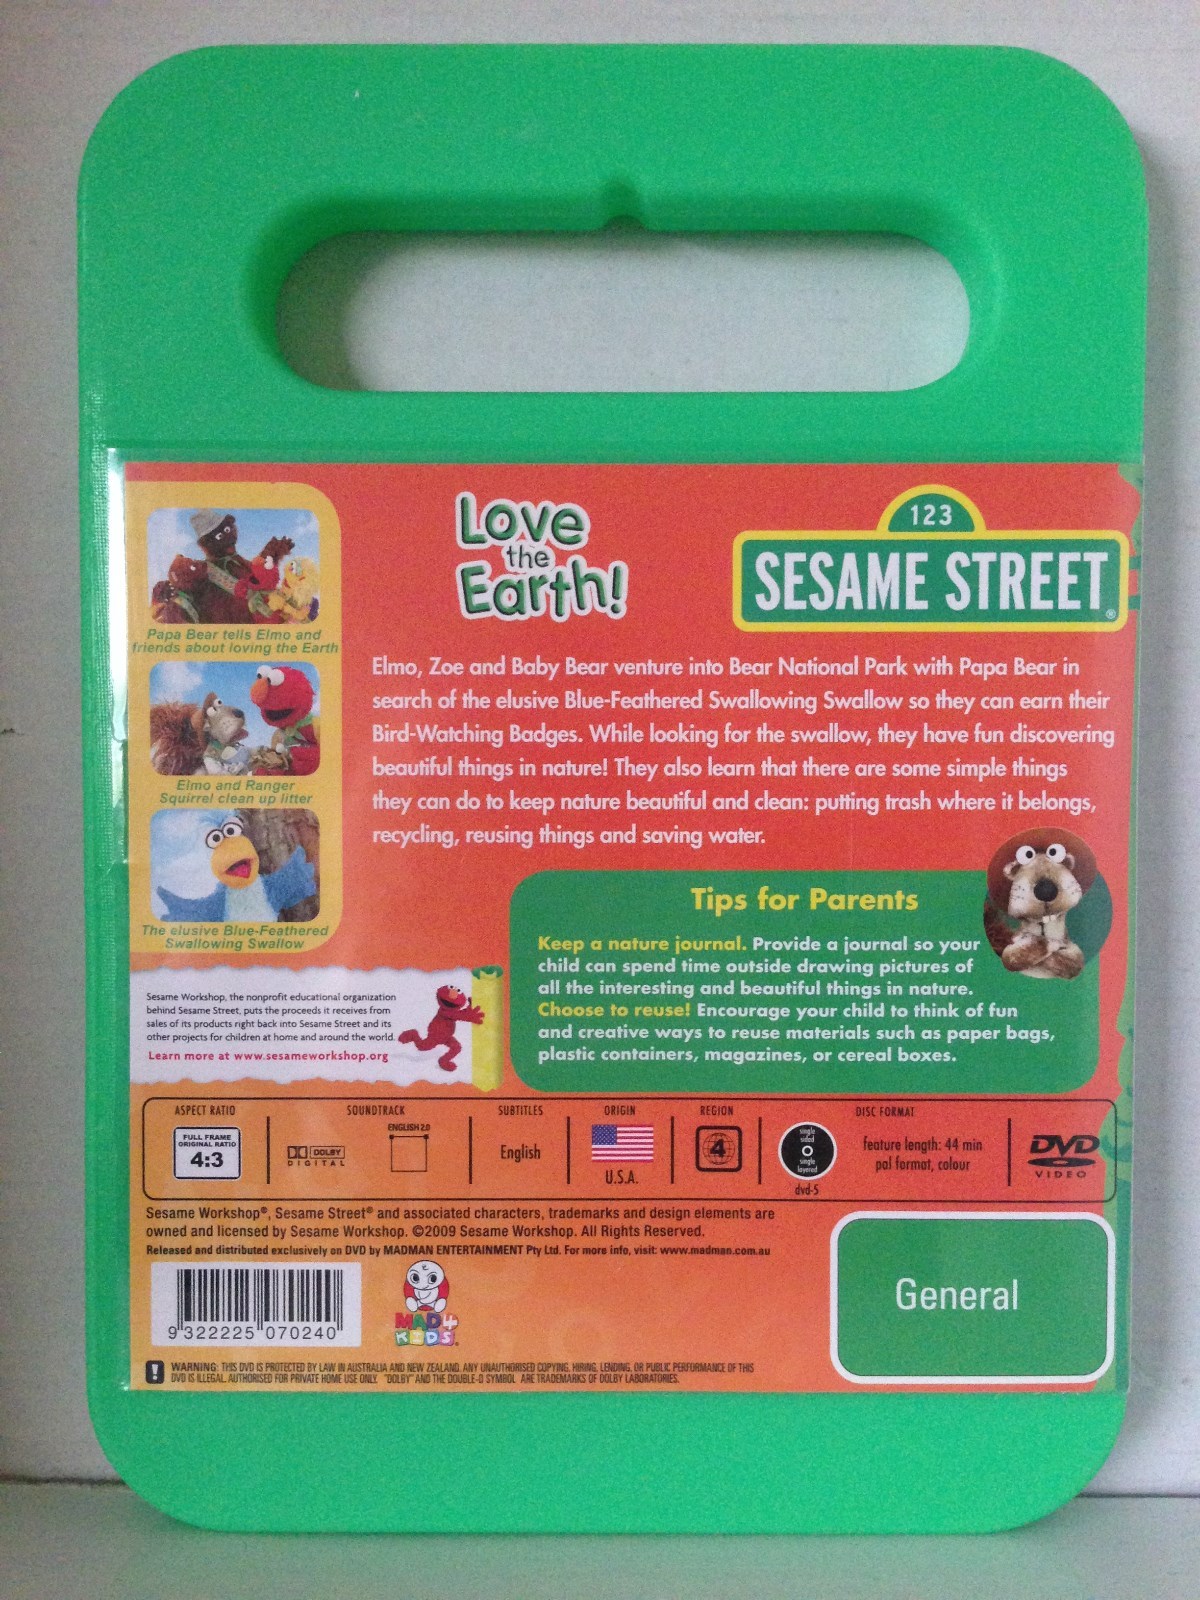 Love
the
Earth!
123
SESAME STREET®
Papa Bear tells Elmo and
friends about loving the Earth
Elmo and Ranger
Squirrel clean up litter
The elusive Blue-Feathered
Swallowing Swallow
Elmo, Zoe and Baby Bear venture into Bear National Park with Papa Bear in
search of the elusive Blue-Feathered Swallowing Swallow so they can earn their
Bird-Watching Badges. While looking for the swallow, they have fun discovering
beautiful things in nature! They also learn that there are some simple things
they can do to keep nature beautiful and clean: putting trash where it belongs,
recycling, reusing things and saving water.
Tips for Parents
Keep a nature journal. Provide a journal so your
child can spend time outside drawing pictures of
all the interesting and beautiful things in nature.
Choose to reuse! Encourage your child to think of fun
and creative ways to reuse materials such as paper bags,
plastic containers, magazines, or cereal boxes.
Sesame Workshop, the nonprofit educational organization
behind Sesame Street, puts the proceeds it receives from
sales of its products right back into Sesame Street and its
other projects for children at home and around the world.
Learn more at www.sesameworkshop.org
ASPECT RATIO
FULL FRAME
ORIGINAL RATIO
4:3
SOUNDTRACK
DOLBY
DIGITAL
ENGLISH 2.0
SUBTITLES
English
ORIGIN
U.S.A.
REGION
4
DISC FORMAT
single
sided
single
layered
dvd-5
feature length: 44 min
pal format, colour
DVD
VIDEO
Sesame Workshop®, Sesame Street® and associated characters, trademarks and design elements are
owned and licensed by Sesame Workshop. ©2009 Sesame Workshop. All Rights Reserved.
Released and distributed exclusively on DVD by MADMAN ENTERTAINMENT Pty Ltd. For more info, visit: www.madman.com.au
9 322225 070240
MAD4
KIDS
General
! WARNING: THIS DVD IS PROTECTED BY LAW IN AUSTRALIA AND NEW ZEALAND. ANY UNAUTHORISED COPYING, HIRING, LENDING, OR PUBLIC PERFORMANCE OF THIS
DVD IS ILLEGAL. AUTHORISED FOR PRIVATE HOME USE ONLY. "DOLBY" AND THE DOUBLE-D SYMBOL ARE TRADEMARKS OF DOLBY LABORATORIES.